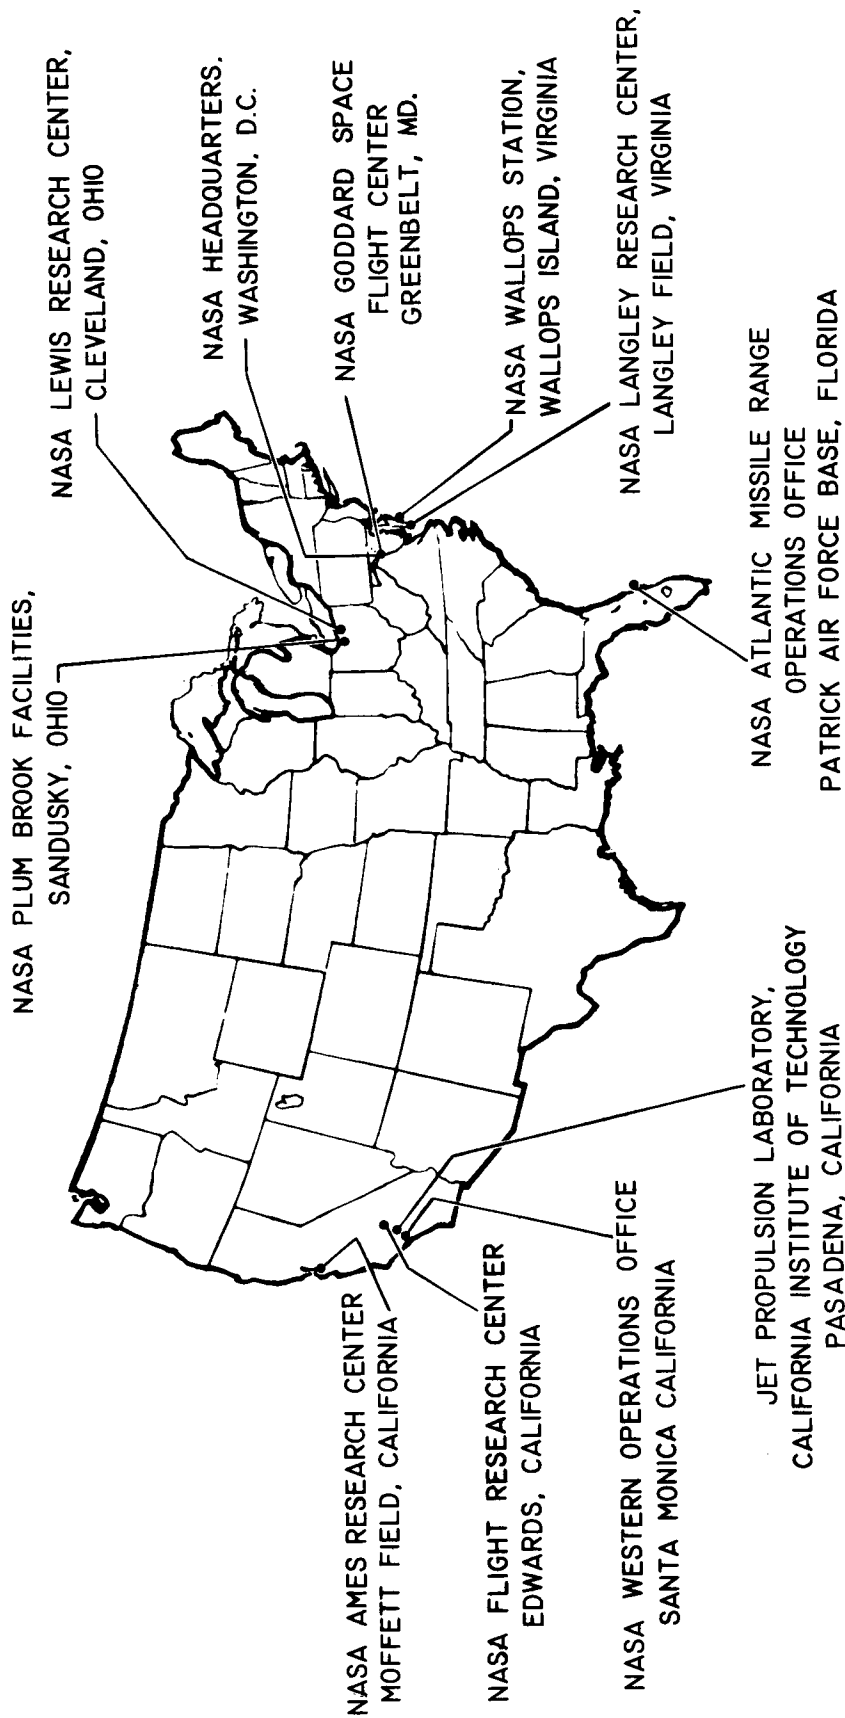 NASA PLUM BROOK FACILITIES,
SANDUSKY, OHIO
NASA LEWIS RESEARCH CENTER,
CLEVELAND, OHIO
NASA HEADQUARTERS.
WASHINGTON, D.C.
NASA GODDARD SPACE
FLIGHT CENTER
GREENBELT, MD.
NASA WALLOPS STATION,
WALLOPS ISLAND, VIRGINIA
NASA LANGLEY RESEARCH CENTER,
LANGLEY FIELD, VIRGINIA
NASA ATLANTIC MISSILE RANGE
OPERATIONS OFFICE
PATRICK AIR FORCE BASE, FLORIDA
NASA AMES RESEARCH CENTER
MOFFETT FIELD, CALIFORNIA
NASA FLIGHT RESEARCH CENTER
EDWARDS, CALIFORNIA
NASA WESTERN OPERATIONS OFFICE
SANTA MONICA CALIFORNIA
JET PROPULSION LABORATORY,
CALIFORNIA INSTITUTE OF TECHNOLOGY
PASADENA, CALIFORNIA